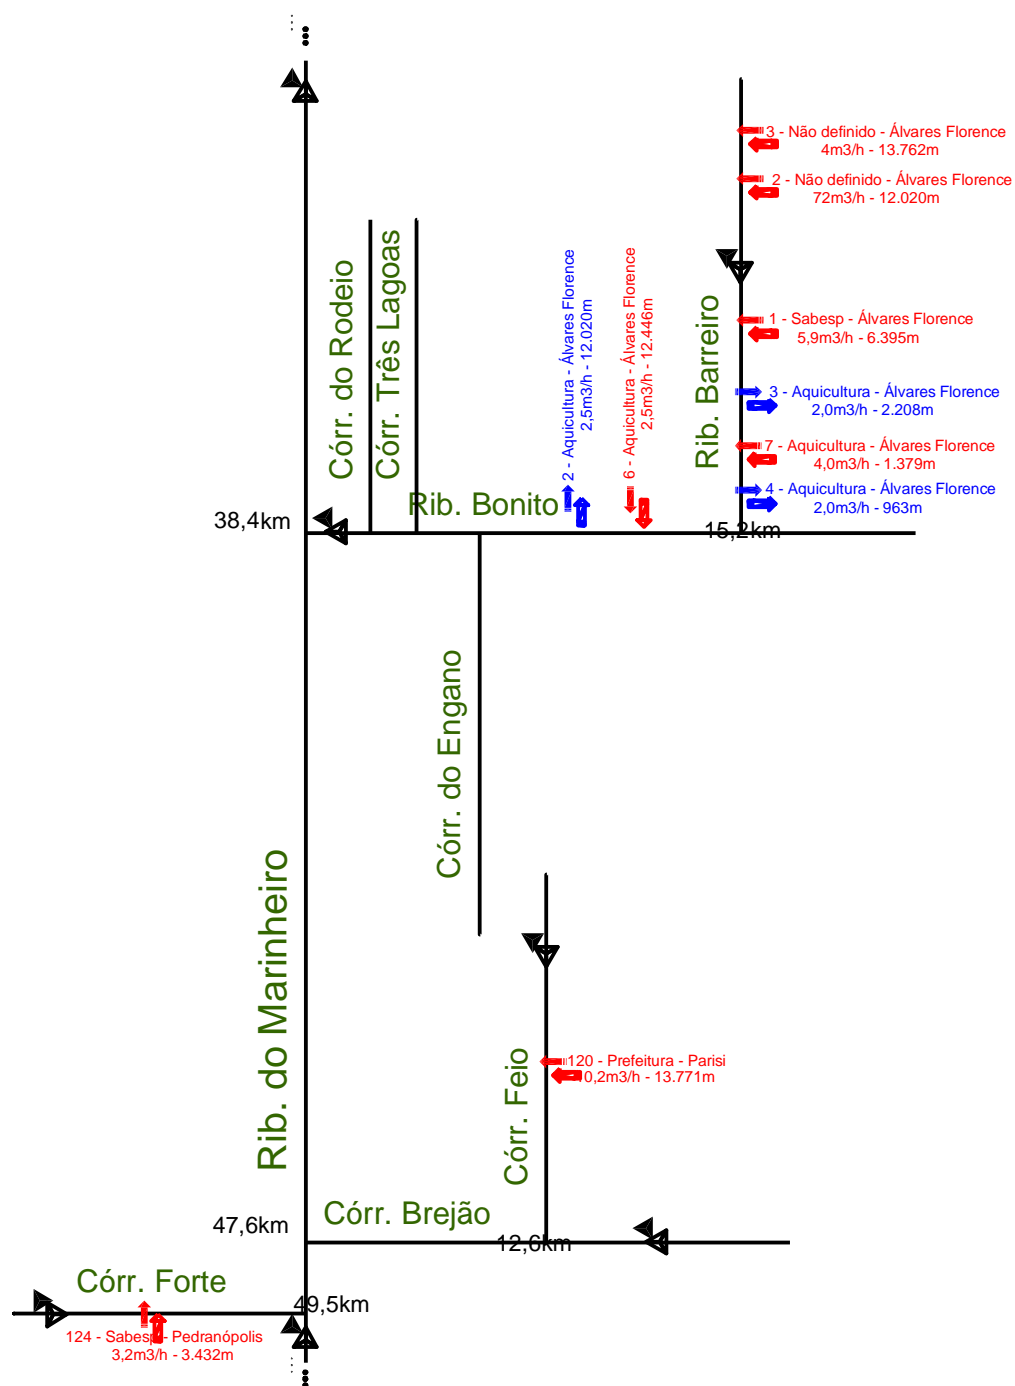 3 - Não definido - Álvares Florence
4m3/h - 13.762m
2 - Não definido - Álvares Florence
72m3/h - 12.020m
1 - Sabesp - Álvares Florence
5,9m3/h - 6.395m
3 - Aquicultura - Álvares Florence
2,0m3/h - 2.208m
7 - Aquicultura - Álvares Florence
4,0m3/h - 1.379m
4 - Aquicultura - Álvares Florence
2,0m3/h - 963m
Rib. Barreiro
6 - Aquicultura - Álvares Florence
2,5m3/h - 12.446m
2 - Aquicultura - Álvares Florence
2,5m3/h - 12.020m
Córr. do Rodeio
Córr. Três Lagoas
Rib. Bonito
38,4km
15,2km
Córr. do Engano
Rib. do Marinheiro
Córr. Feio
120 - Prefeitura - Parisi
0,2m3/h - 13.771m
Córr. Brejão
47,6km
12,6km
Córr. Forte
49,5km
124 - Sabesp - Pedranópolis
3,2m3/h - 3.432m